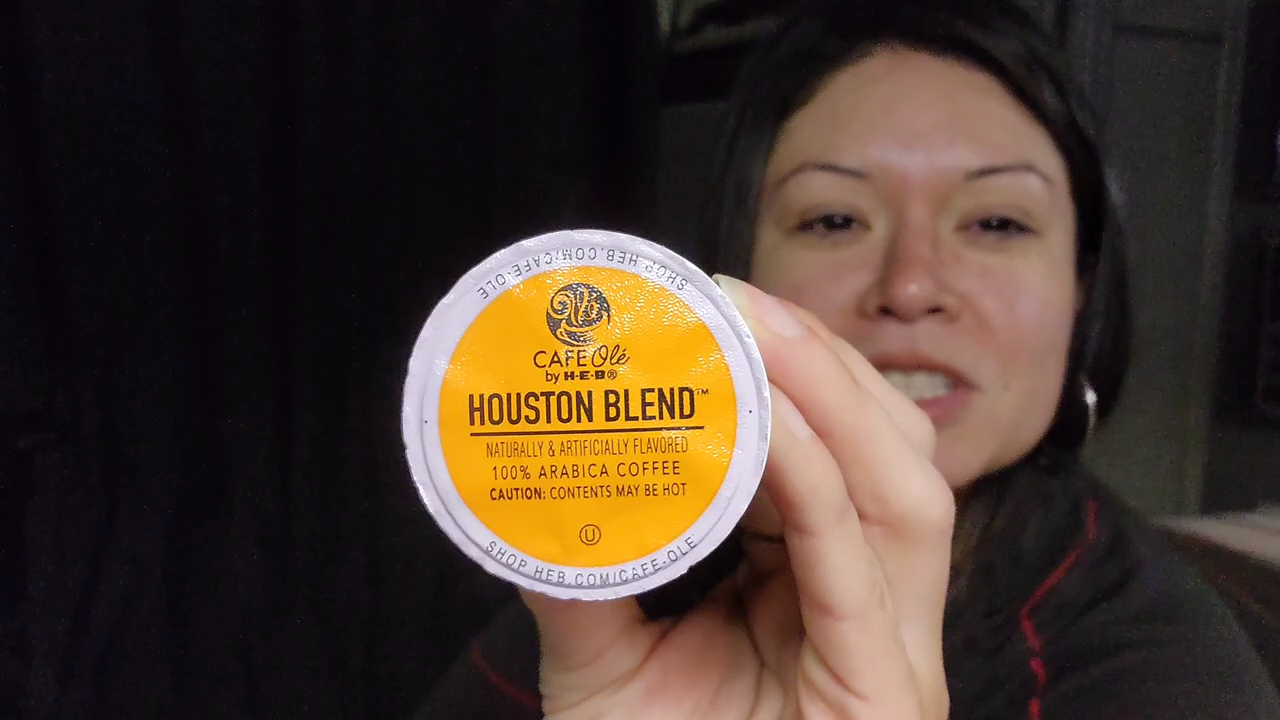 SHOP HEB.COM/CAFE-OLE
CAFE Olé
by H-E-B®
HOUSTON BLEND™
NATURALLY & ARTIFICIALLY FLAVORED
100% ARABICA COFFEE
CAUTION: CONTENTS MAY BE HOT
U
SHOP HEB.COM/CAFE-OLE